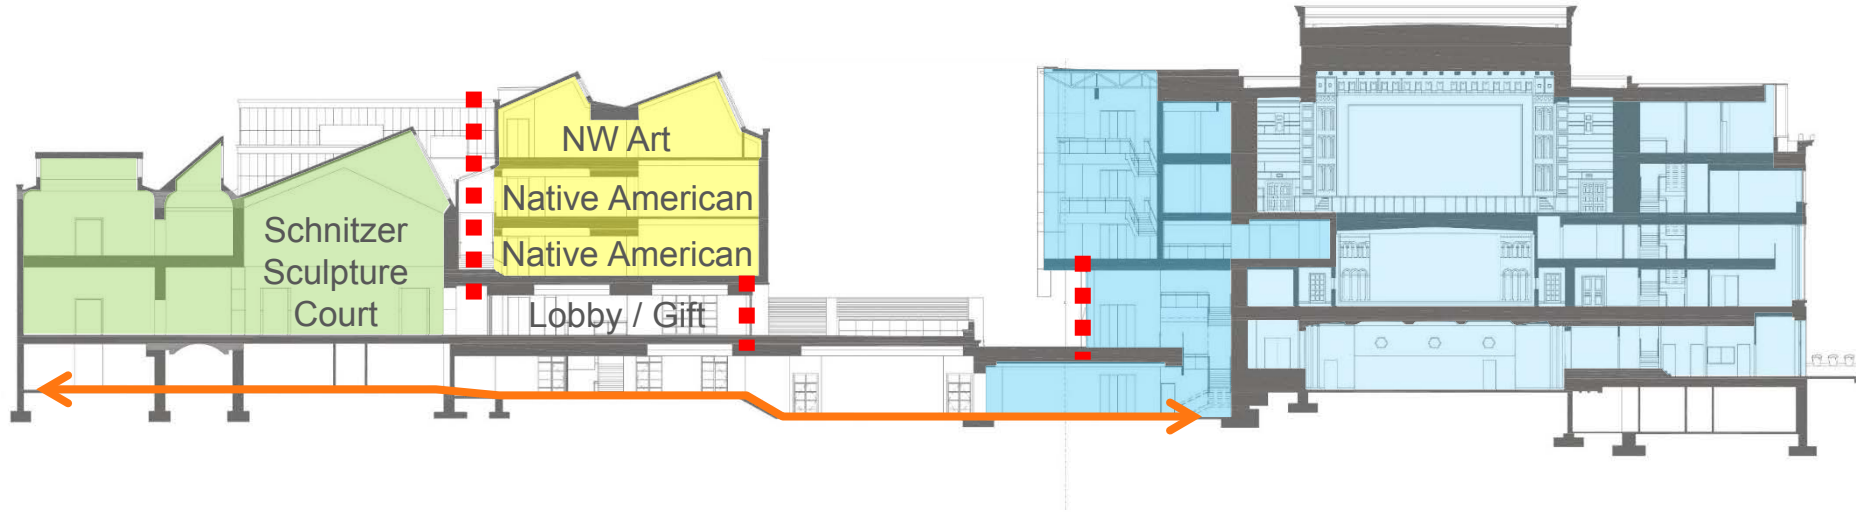 NW Art
Native American
Native American
Schnitzer
Sculpture
Court
Lobby / Gift